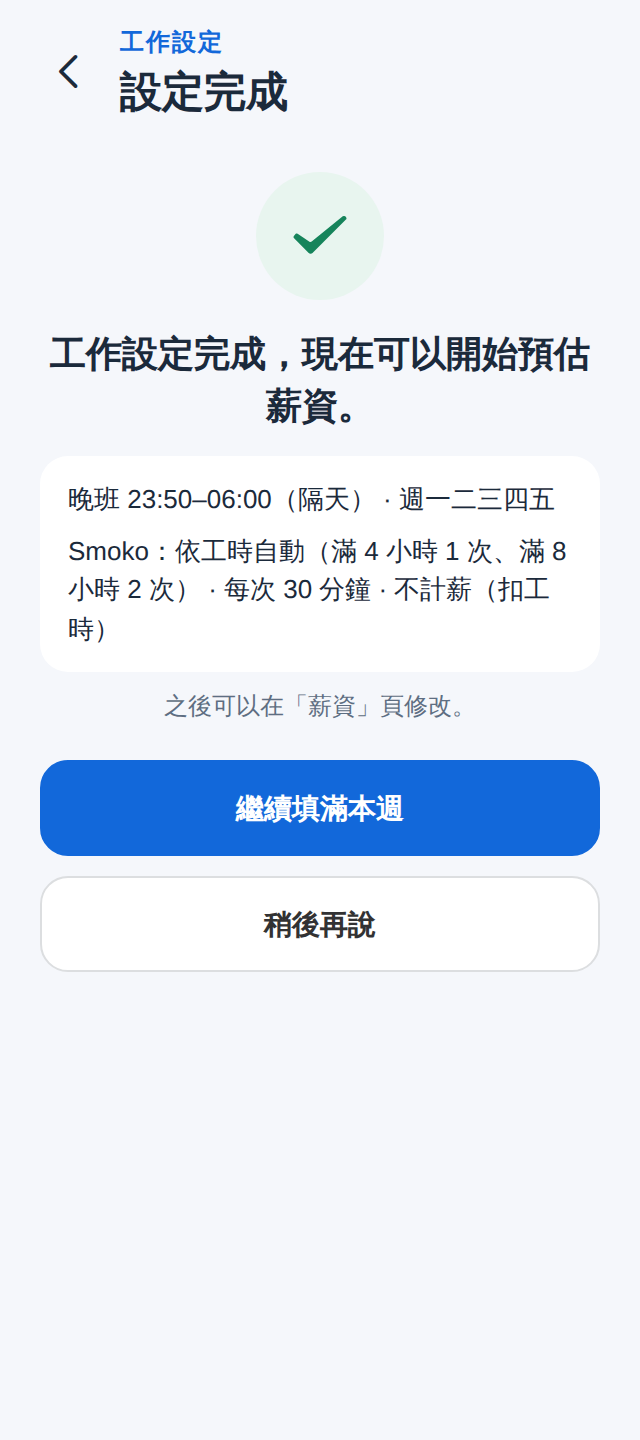 工作設定
設定完成
工作設定完成，現在可以開始預估
薪資。
晚班 23:50–06:00（隔天） · 週一二三四五
Smoko：依工時自動（滿 4 小時 1 次、滿 8
小時 2 次） · 每次 30 分鐘 · 不計薪（扣工
時）
之後可以在「薪資」頁修改。
繼續填滿本週
稍後再說